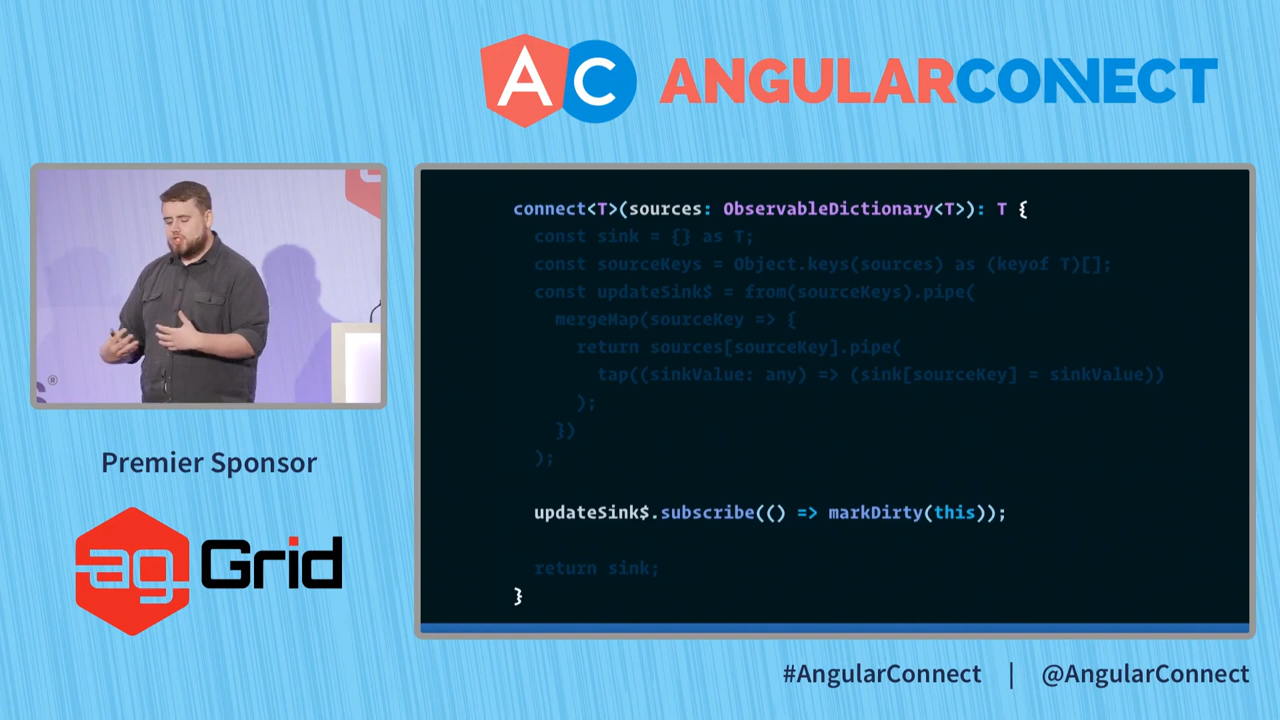 AC ANGULARCONNECT
connect<T>(sources: ObservableDictionary<T>): T {
const sink = {} as T;
const sourceKeys = Object.keys(sources) as (keyof T)[];
const updateSink$ = from(sourceKeys).pipe(
mergeMap(sourceKey => {
return sources[sourceKey].pipe(
tap((sinkValue: any) => (sink[sourceKey] = sinkValue))
);
})
);
updateSink$.subscribe(() => markDirty(this));
return sink;
}
®
Premier Sponsor
ag Grid
#AngularConnect | @AngularConnect